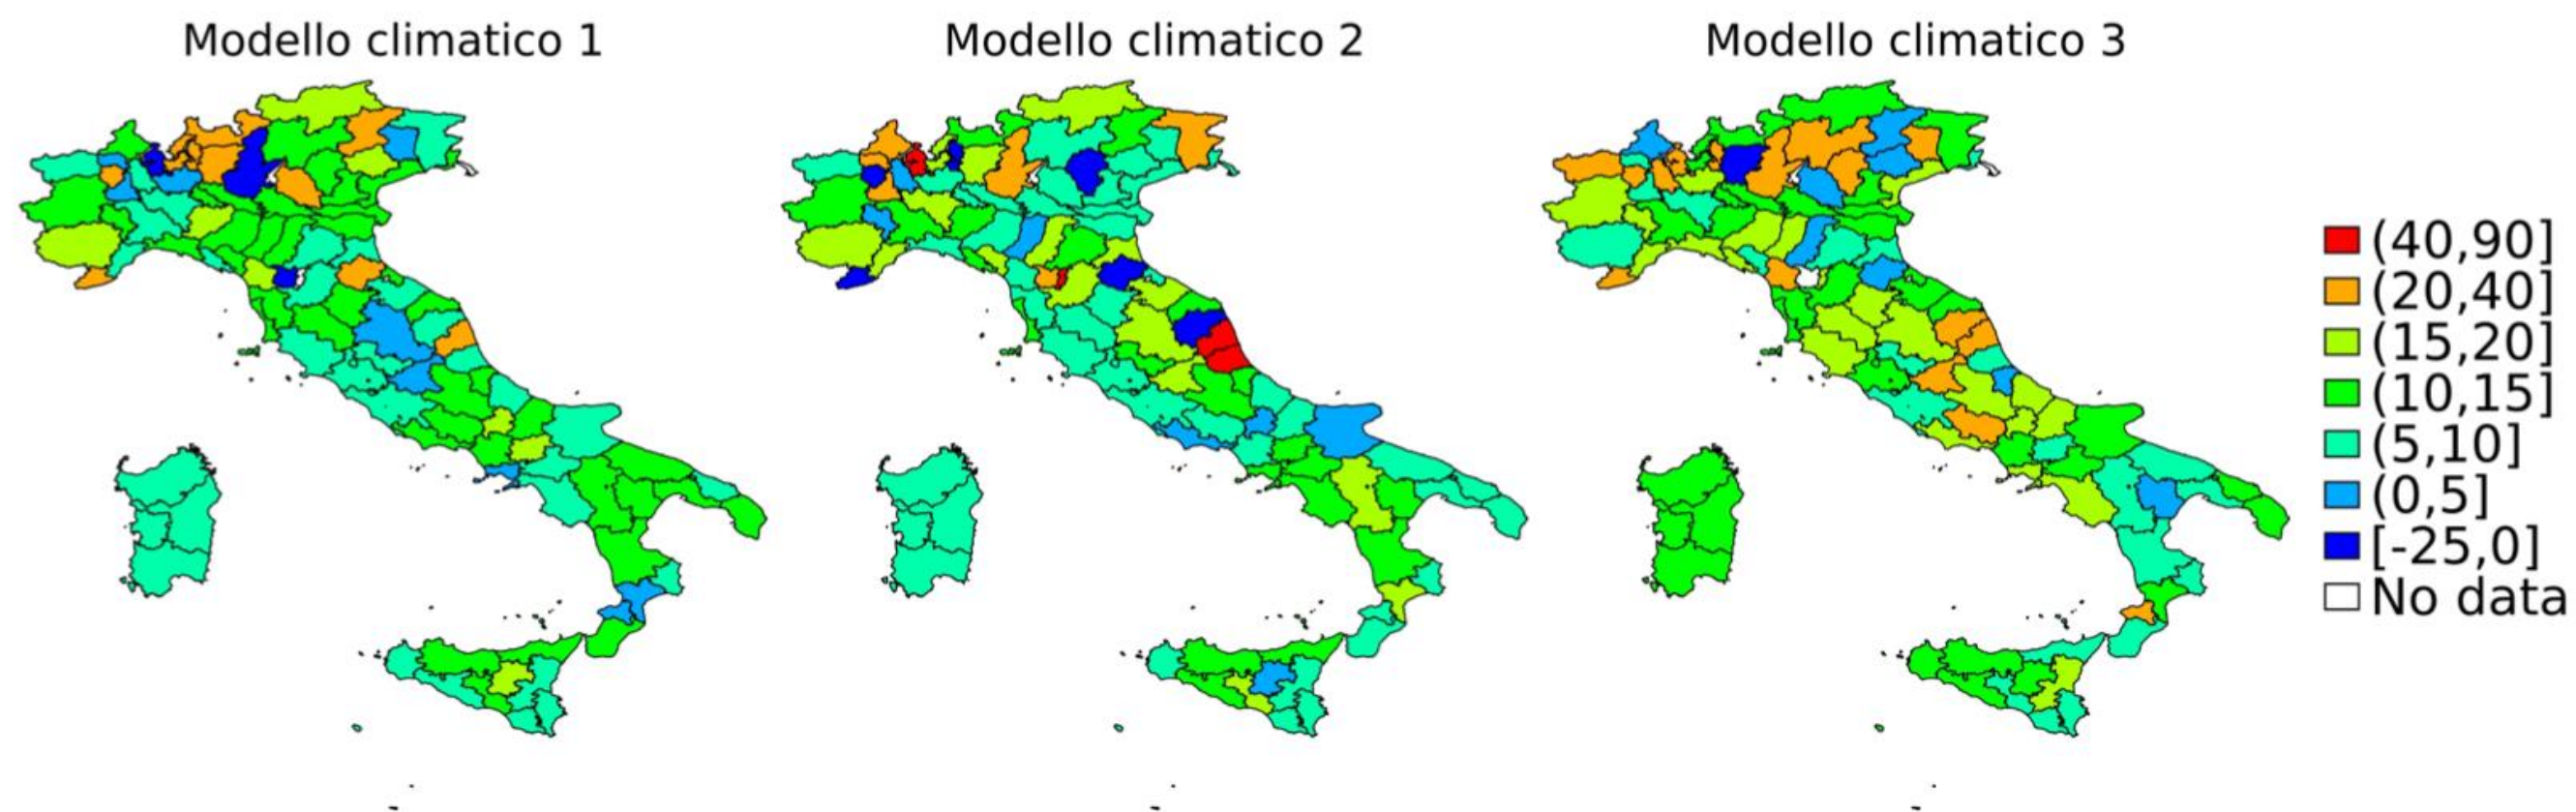 Modello climatico 1
Modello climatico 2
Modello climatico 3
(40,90]
(20,40]
(15,20]
(10,15]
(5,10]
(0,5]
[-25,0]
No data